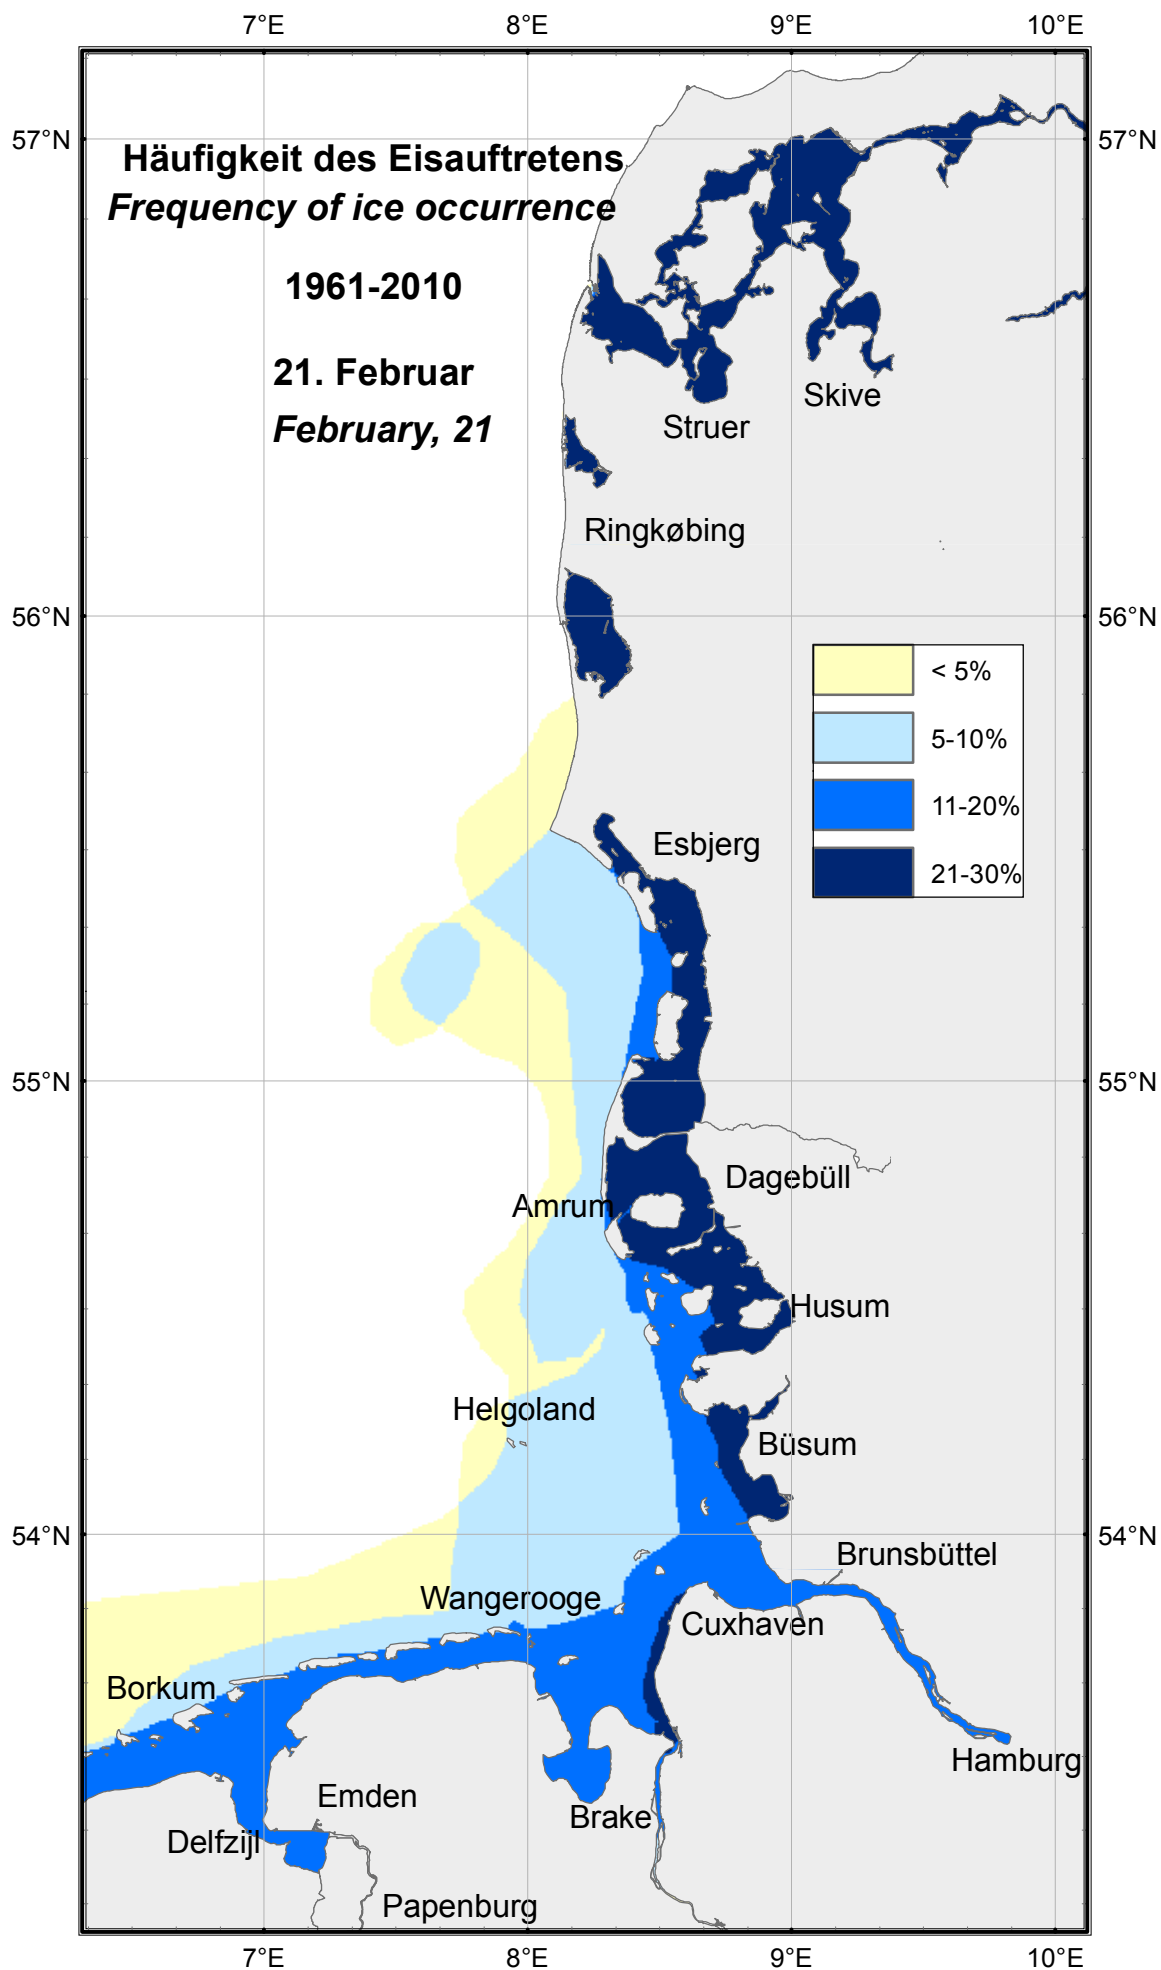 7°E 8°E 9°E 10°E
57°N 57°N
Häufigkeit des Eisauftretens
Frequency of ice occurrence
1961-2010
21. Februar
February, 21
Skive
Struer
Ringkøbing
56°N 56°N
< 5%
5-10%
11-20%
21-30%
Esbjerg
55°N 55°N
Dagebüll
Amrum
Husum
Helgoland
Büsum
54°N 54°N
Brunsbüttel
Wangerooge
Cuxhaven
Borkum
Hamburg
Emden
Brake
Delfzijl
Papenburg
7°E 8°E 9°E 10°E